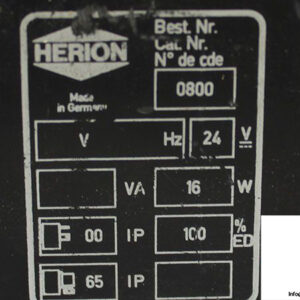 HERION
Best. Nr.
Cat. Nr.
N° de cde
Made
in Germany
0800
V Hz 24 V
VA 16 W
00 IP 100 % ED
65 IP